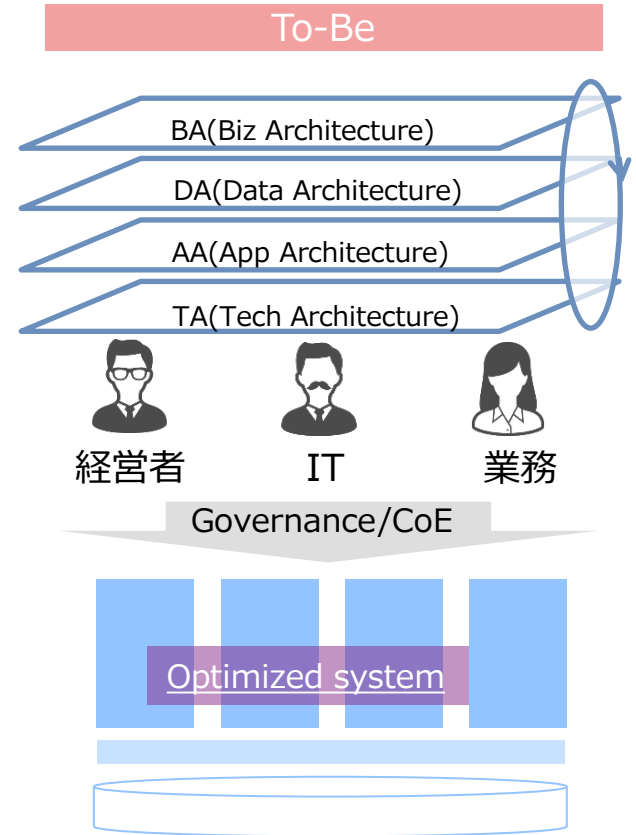 To-Be
BA(Biz Architecture)
DA(Data Architecture)
AA(App Architecture)
TA(Tech Architecture)
経営者 IT 業務
Governance/CoE
Optimized system